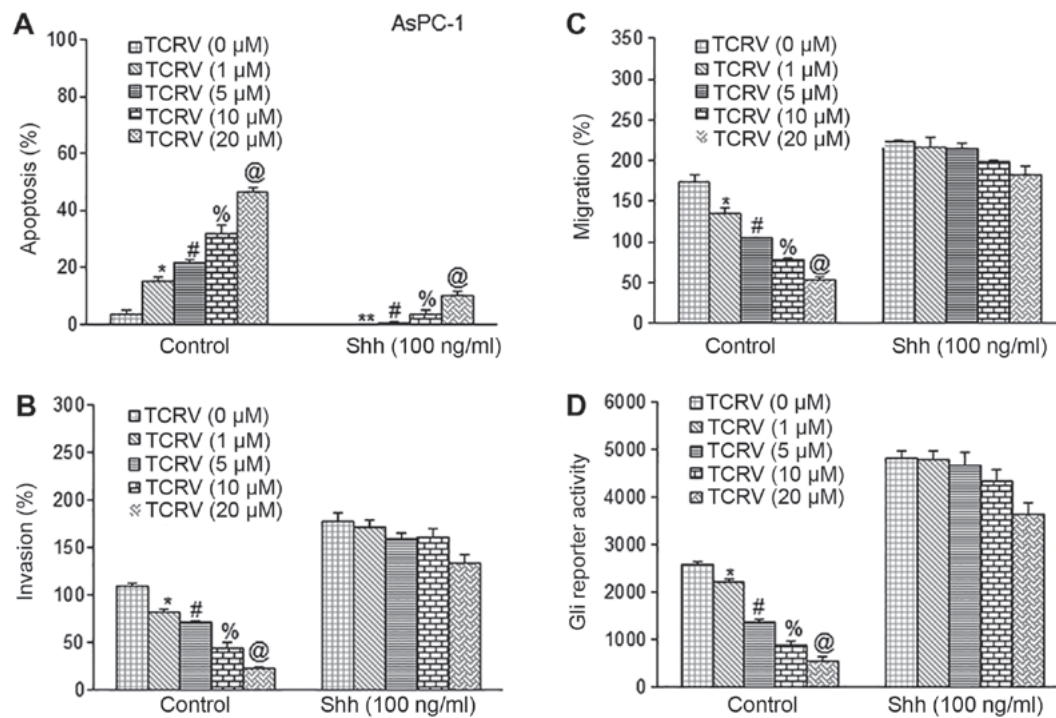 A
AsPC-1
Apoptosis (%)
100
80
60
40
20
0
TCRV (0 µM)
TCRV (1 µM)
TCRV (5 µM)
TCRV (10 µM)
TCRV (20 µM)
* # % @
** # % @
Control Shh (100 ng/ml)
B
Invasion (%)
300
250
200
150
100
50
0
TCRV (0 µM)
TCRV (1 µM)
TCRV (5 µM)
TCRV (10 µM)
TCRV (20 µM)
* # % @
Control Shh (100 ng/ml)
C
Migration (%)
350
300
250
200
150
100
50
0
TCRV (0 µM)
TCRV (1 µM)
TCRV (5 µM)
TCRV (10 µM)
TCRV (20 µM)
* # % @
Control Shh (100 ng/ml)
D
Gli reporter activity
6000
5000
4000
3000
2000
1000
0
TCRV (0 µM)
TCRV (1 µM)
TCRV (5 µM)
TCRV (10 µM)
TCRV (20 µM)
* # % @
Control Shh (100 ng/ml)